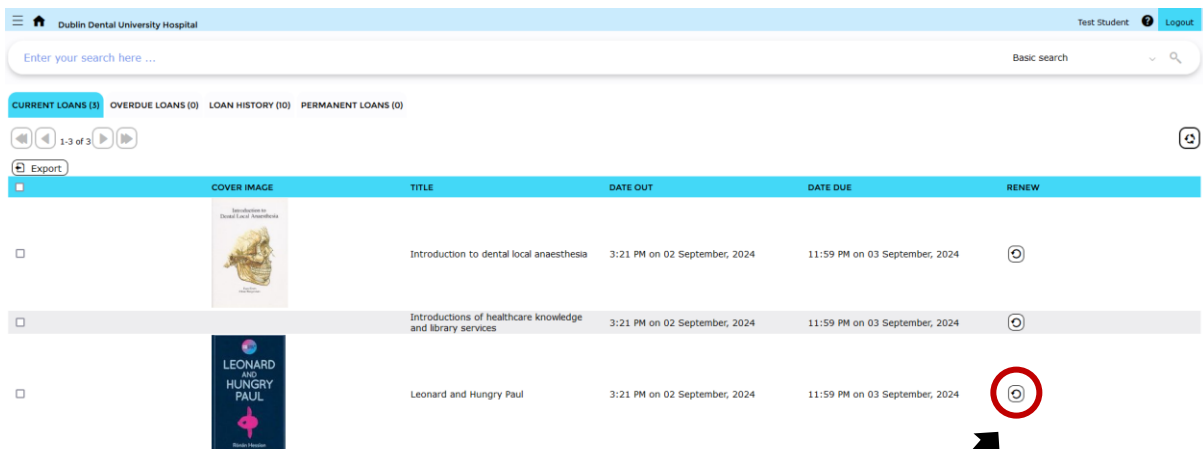 Dublin Dental University Hospital
Test Student
Logout
Enter your search here ...
Basic search
CURRENT LOANS (3) OVERDUE LOANS (0) LOAN HISTORY (10) PERMANENT LOANS (0)
1-3 of 3
Export
COVER IMAGE TITLE DATE OUT DATE DUE RENEW
Introduction to
Dental Local Anaesthesia
Introduction to dental local anaesthesia 3:21 PM on 02 September, 2024 11:59 PM on 03 September, 2024
Introductions of healthcare knowledge
and library services 3:21 PM on 02 September, 2024 11:59 PM on 03 September, 2024
LEONARD
AND
HUNGRY
PAUL
Rónán Hession
Leonard and Hungry Paul 3:21 PM on 02 September, 2024 11:59 PM on 03 September, 2024